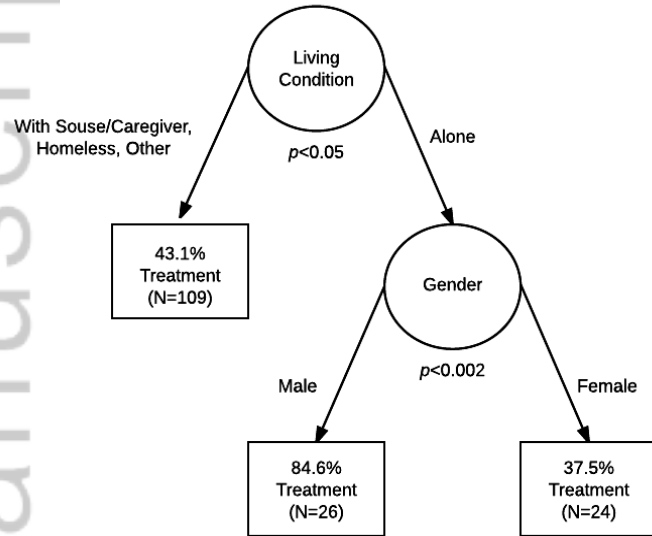 Living
Condition
With Souse/Caregiver,
Homeless, Other
p<0.05
Alone
43.1%
Treatment
(N=109)
Gender
p<0.002
Male
Female
84.6%
Treatment
(N=26)
37.5%
Treatment
(N=24)